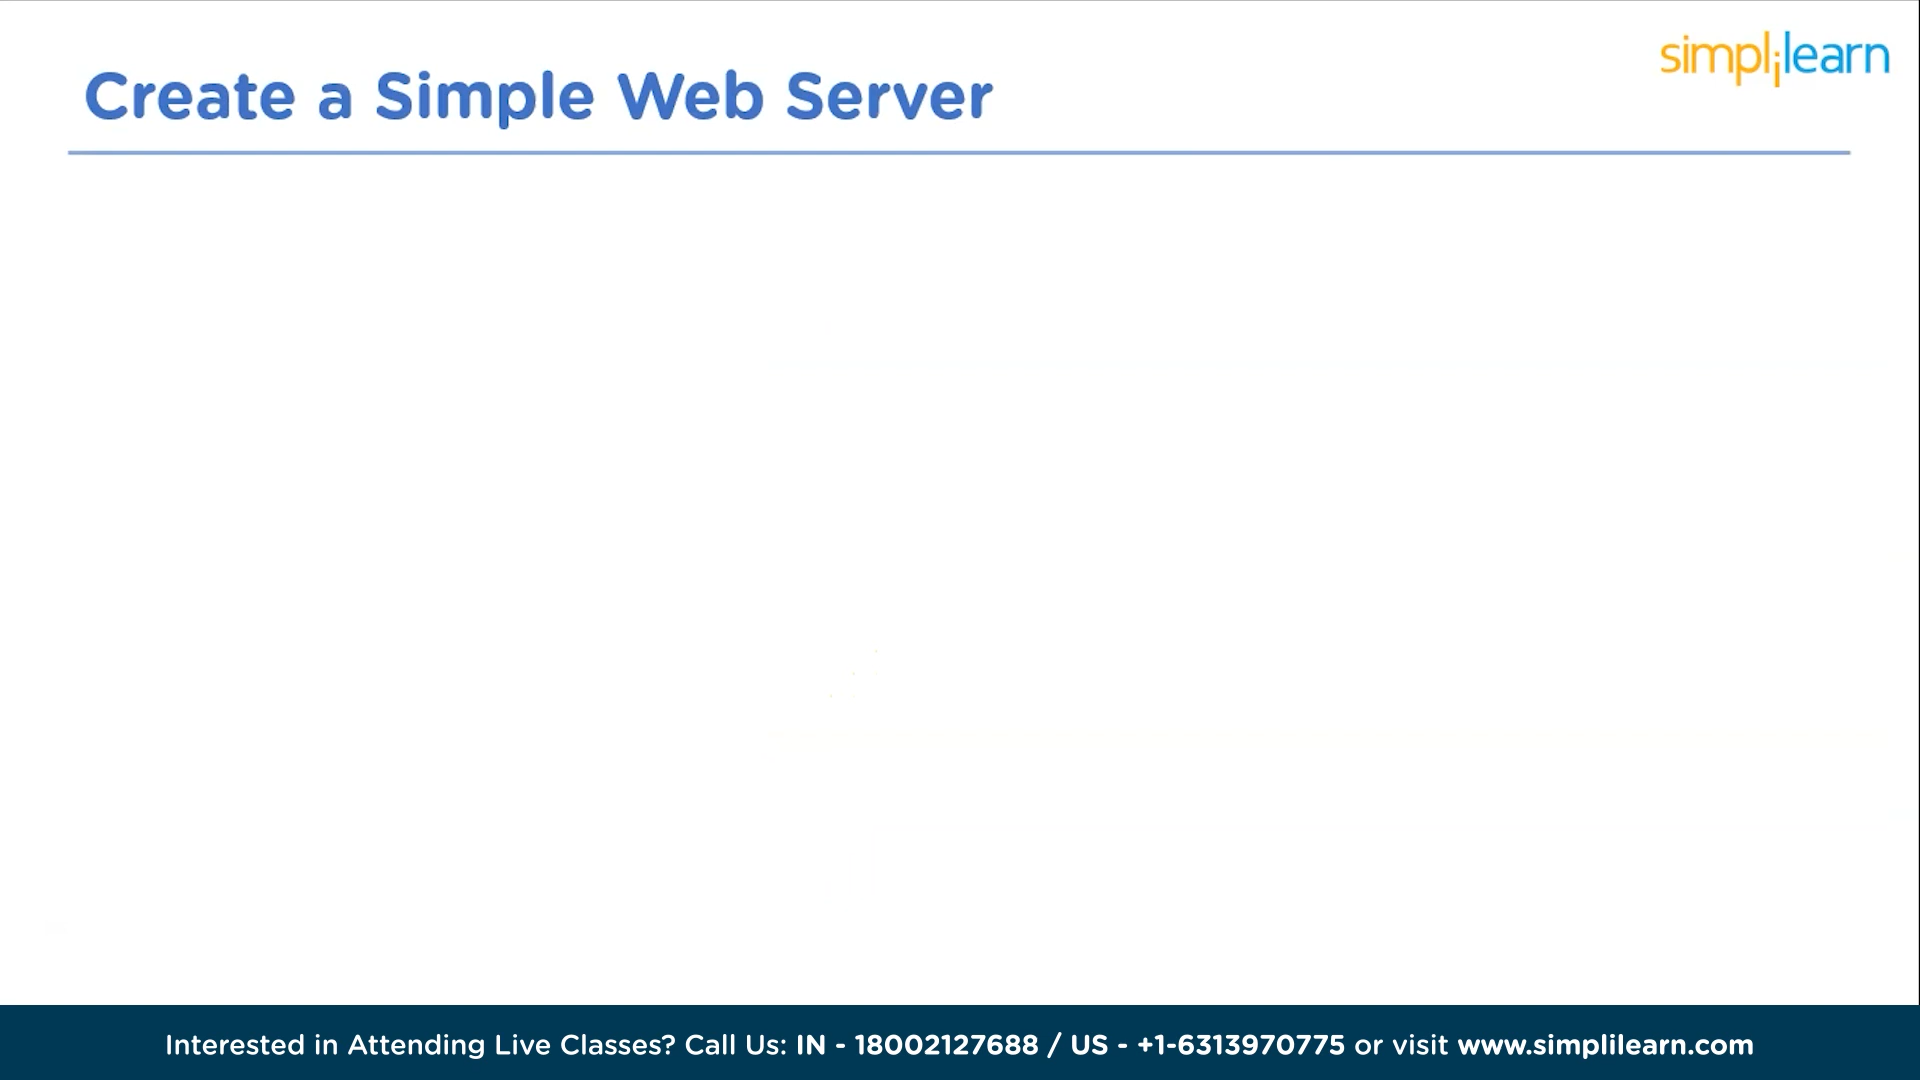 simplilearn
Create a Simple Web Server
Interested in Attending Live Classes? Call Us: IN - 18002127688 / US - +1-6313970775 or visit www.simplilearn.com